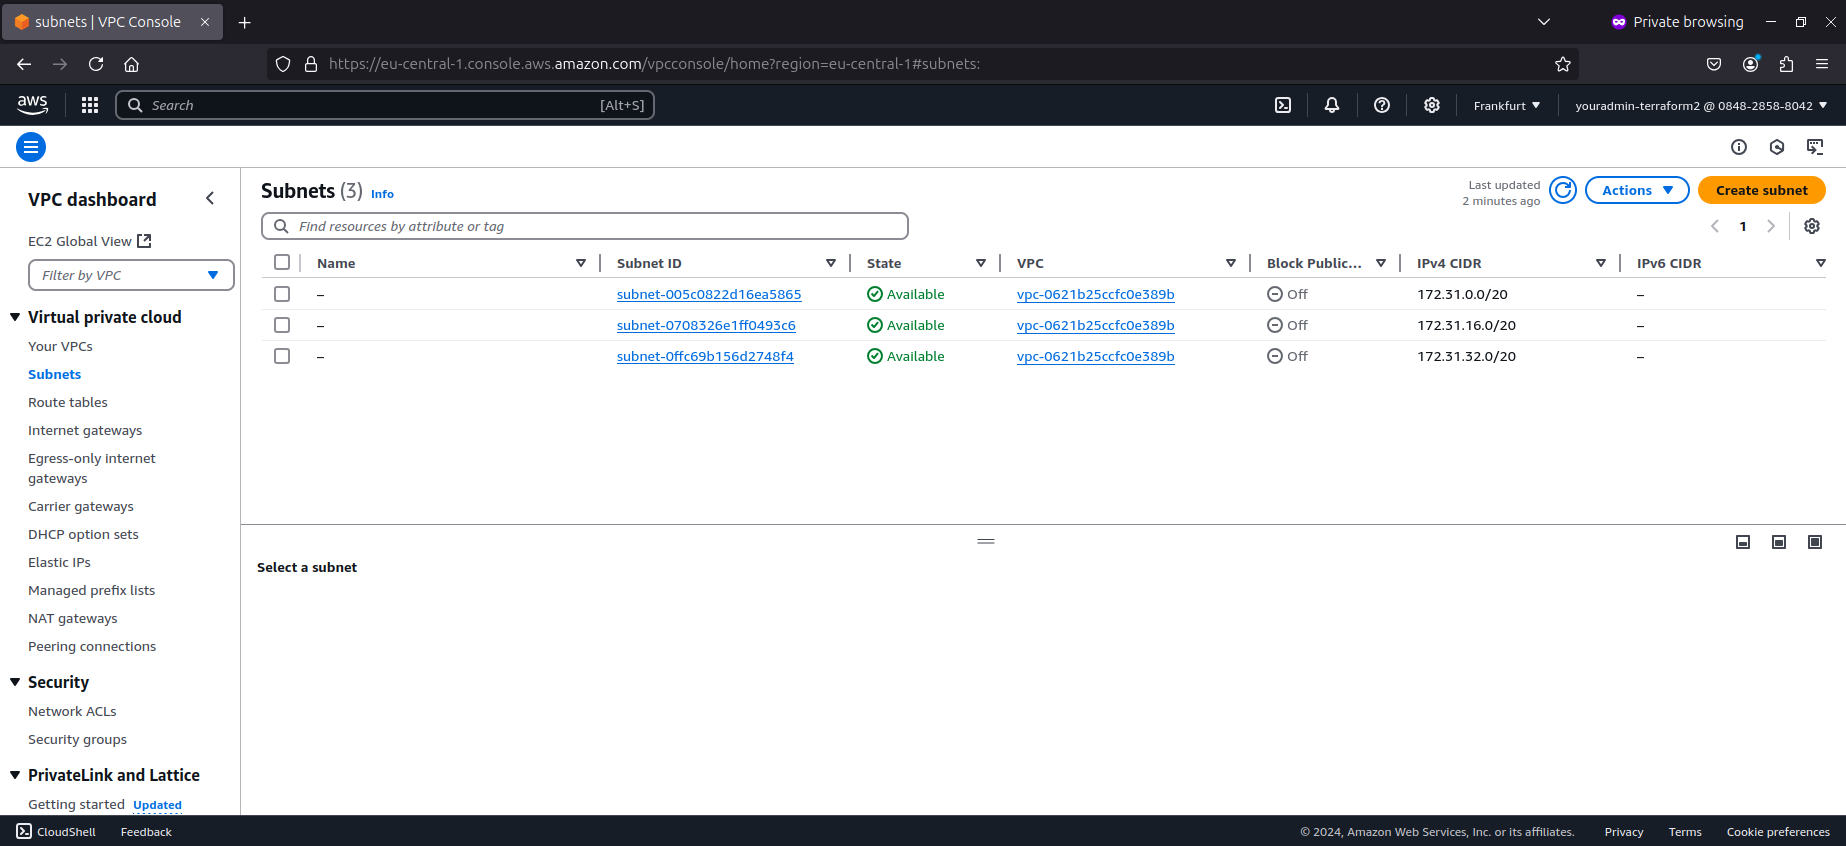 subnets | VPC Console
Private browsing
https://eu-central-1.console.aws.amazon.com/vpcconsole/home?region=eu-central-1#subnets:
aws
Search
[Alt+S]
Frankfurt
youradmin-terraform2 @ 0848-2858-8042
VPC dashboard
EC2 Global View
Filter by VPC
Virtual private cloud
Your VPCs
Subnets
Route tables
Internet gateways
Egress-only internet
gateways
Carrier gateways
DHCP option sets
Elastic IPs
Managed prefix lists
NAT gateways
Peering connections
Security
Network ACLs
Security groups
PrivateLink and Lattice
Getting started Updated
Subnets (3) Info
Last updated
2 minutes ago
Actions
Create subnet
Find resources by attribute or tag
1
Name Subnet ID State VPC Block Public... IPv4 CIDR IPv6 CIDR
– subnet-005c0822d16ea5865 Available vpc-0621b25ccfc0e389b Off 172.31.0.0/20 –
– subnet-0708326e1ff0493c6 Available vpc-0621b25ccfc0e389b Off 172.31.16.0/20 –
– subnet-0ffc69b156d2748f4 Available vpc-0621b25ccfc0e389b Off 172.31.32.0/20 –
Select a subnet
CloudShell Feedback © 2024, Amazon Web Services, Inc. or its affiliates. Privacy Terms Cookie preferences